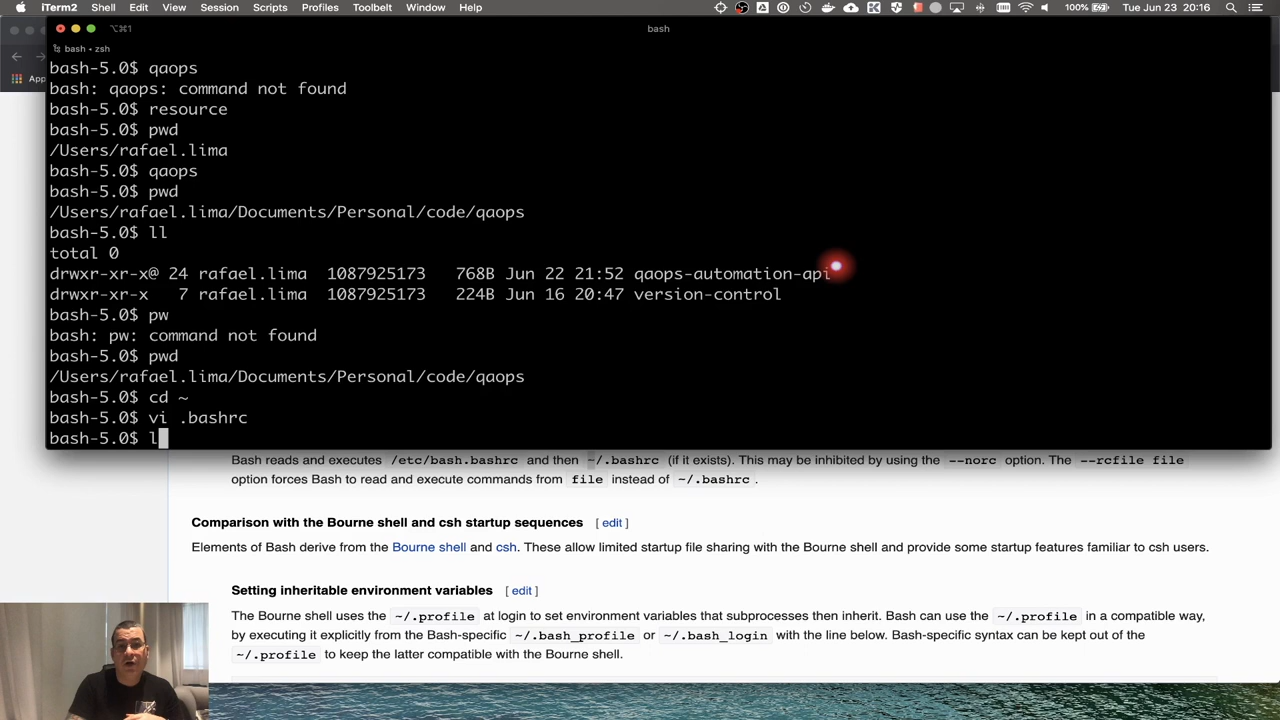 iTerm2 Shell Edit View Session Scripts Profiles Toolbelt Window Help 100% Tue Jun 23 20:16
⌥⌘1 bash
bash • zsh
App
bash-5.0$ qaops
bash: qaops: command not found
bash-5.0$ resource
bash-5.0$ pwd
/Users/rafael.lima
bash-5.0$ qaops
bash-5.0$ pwd
/Users/rafael.lima/Documents/Personal/code/qaops
bash-5.0$ ll
total 0
drwxr-xr-x@ 24 rafael.lima 1087925173 768B Jun 22 21:52 qaops-automation-api
drwxr-xr-x 7 rafael.lima 1087925173 224B Jun 16 20:47 version-control
bash-5.0$ pw
bash: pw: command not found
bash-5.0$ pwd
/Users/rafael.lima/Documents/Personal/code/qaops
bash-5.0$ cd ~
bash-5.0$ vi .bashrc
bash-5.0$ l
Bash reads and executes /etc/bash.bashrc and then ~/.bashrc (if it exists). This may be inhibited by using the --norc option. The --rcfile file
option forces Bash to read and execute commands from file instead of ~/.bashrc .
Comparison with the Bourne shell and csh startup sequences [ edit ]
Elements of Bash derive from the Bourne shell and csh. These allow limited startup file sharing with the Bourne shell and provide some startup features familiar to csh users.
Setting inheritable environment variables [ edit ]
The Bourne shell uses the ~/.profile at login to set environment variables that subprocesses then inherit. Bash can use the ~/.profile in a compatible way,
by executing it explicitly from the Bash-specific ~/.bash_profile or ~/.bash_login with the line below. Bash-specific syntax can be kept out of the
~/.profile to keep the latter compatible with the Bourne shell.